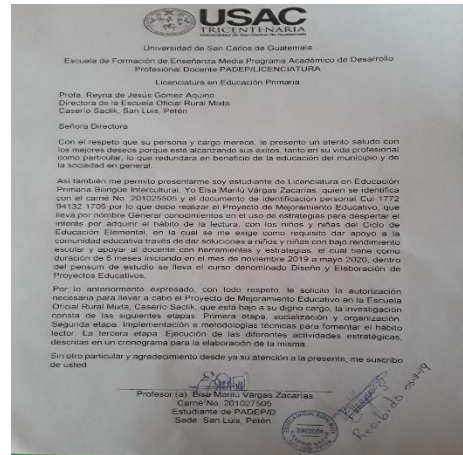 USAC
TRICENTENARIA
Universidad de San Carlos de Guatemala
Universidad de San Carlos de Guatemala
Escuela de Formación de Enseñanza Media Programa Académico de Desarrollo
Profesional Docente PADEP/LICENCIATURA
Licenciatura en Educación Primaria
Profa. Reyna de Jesús Gómez Aquino
Directora de la Escuela Oficial Rural Mixta
Caserío Saclik, San Luis, Petén
Señora Directora
Con el respeto que su persona y cargo merece, le presento un atento saludo con
los mejores deseos porque esté alcanzando sus éxitos, tanto en su vida profesional
como particular, lo que redundara en beneficio de la educación del municipio y de
la sociedad en general.
Así también me permito presentarme soy estudiante de Licenciatura en Educación
Primaria Bilingüe Intercultural. Yo Elsa Marilú Várgas Zacarías, quien se identifica
con el carné No. 201027505 y el documento de identificación personal Cui 1772
94132 1709 por lo que debo realizar el Proyecto de Mejoramiento Educativo, que
lleva por nombre Generar conocimientos en el uso de estrategias para despertar el
interés por adquirir el hábito de la lectura, con los niños y niñas del Ciclo de
Educación Elemental, en la cual se me exige como requisito dar apoyo a la
comunidad educativa través de dar soluciones a niños y niñas con bajo rendimiento
escolar y apoyar al docente con herramientas y estrategias. el cual tiene como
duración de 6 meses iniciando en el mes de noviembre 2019 a mayo 2020, dentro
del pensum de estudio se lleva el curso denominado Diseño y Elaboración de
Proyectos Educativos.
Por lo anteriormente expresado, con todo respeto, le solicito la autorización
necesaria para llevar a cabo el Proyecto de Mejoramiento Educativo en la Escuela
Oficial Rural Mixta, Caserío Saclik, que está bajo a su digno cargo, la investigación
consta de las siguientes etapas: Primera etapa, socialización y organización.
Segunda etapa. Implementación e metodologías técnicas para fomentar el hábito
lector. La tercera etapa. Ejecución de las diferentes actividades estratégicas,
descritas en un cronograma para la elaboración de la misma.
Sin otro particular y agradecimiento desde ya su atención a la presente, me suscribo
de usted.
Profesor (a). Elsa Marilú Várgas Zacarías
Carné No. 201027505
Estudiante de PADEP/D
Sede: San Luis, Petén
Recibido
DIRECCIÓN